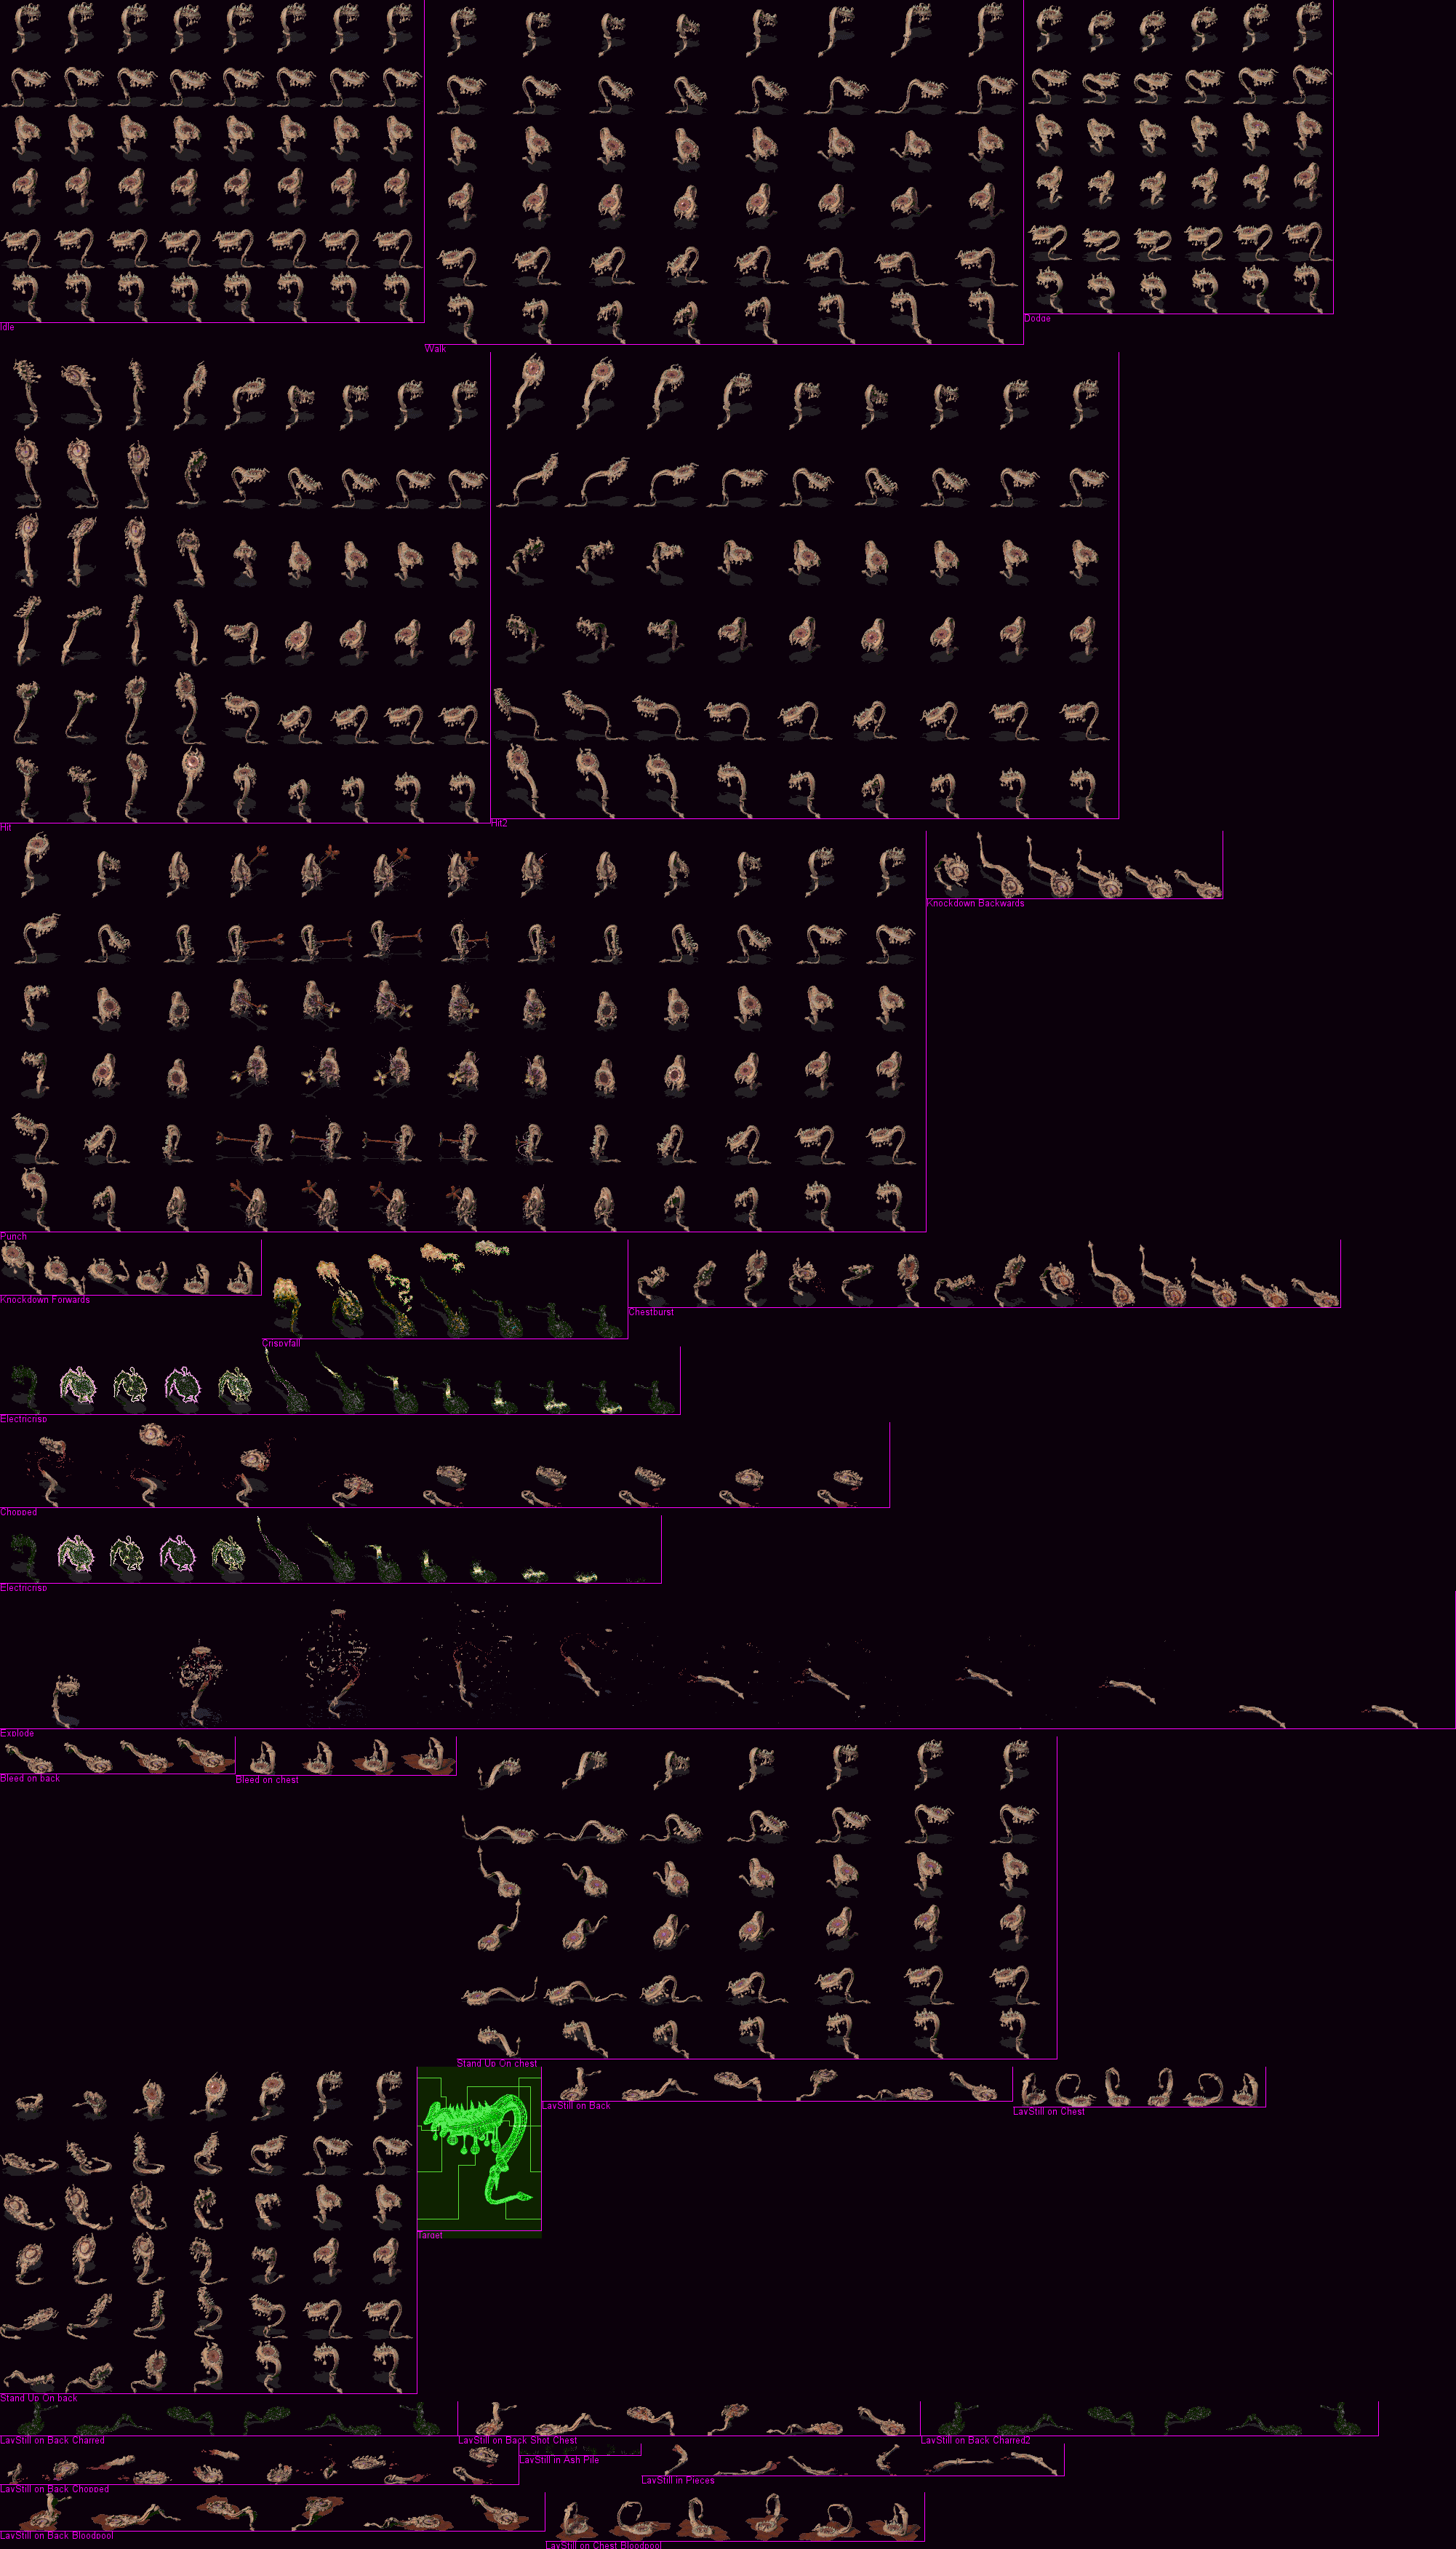 Idle
Walk
Dodge
Hit
Hit2
Knockdown Backwards
Punch
Knockdown Forwards
Chestburst
Crispyfall
Electricrisp
Chopped
Electricrisp
Explode
Bleed on back
Bleed on chest
Stand Up On chest
LayStill on Back
LayStill on Chest
Target
Stand Up On back
LayStill on Back Charred
LayStill on Back Shot Chest
LayStill on Back Charred2
LayStill in Ash Pile
LayStill in Pieces
LayStill on Back Chopped
LayStill on Back Bloodpool
LayStill on Chest Bloodpool